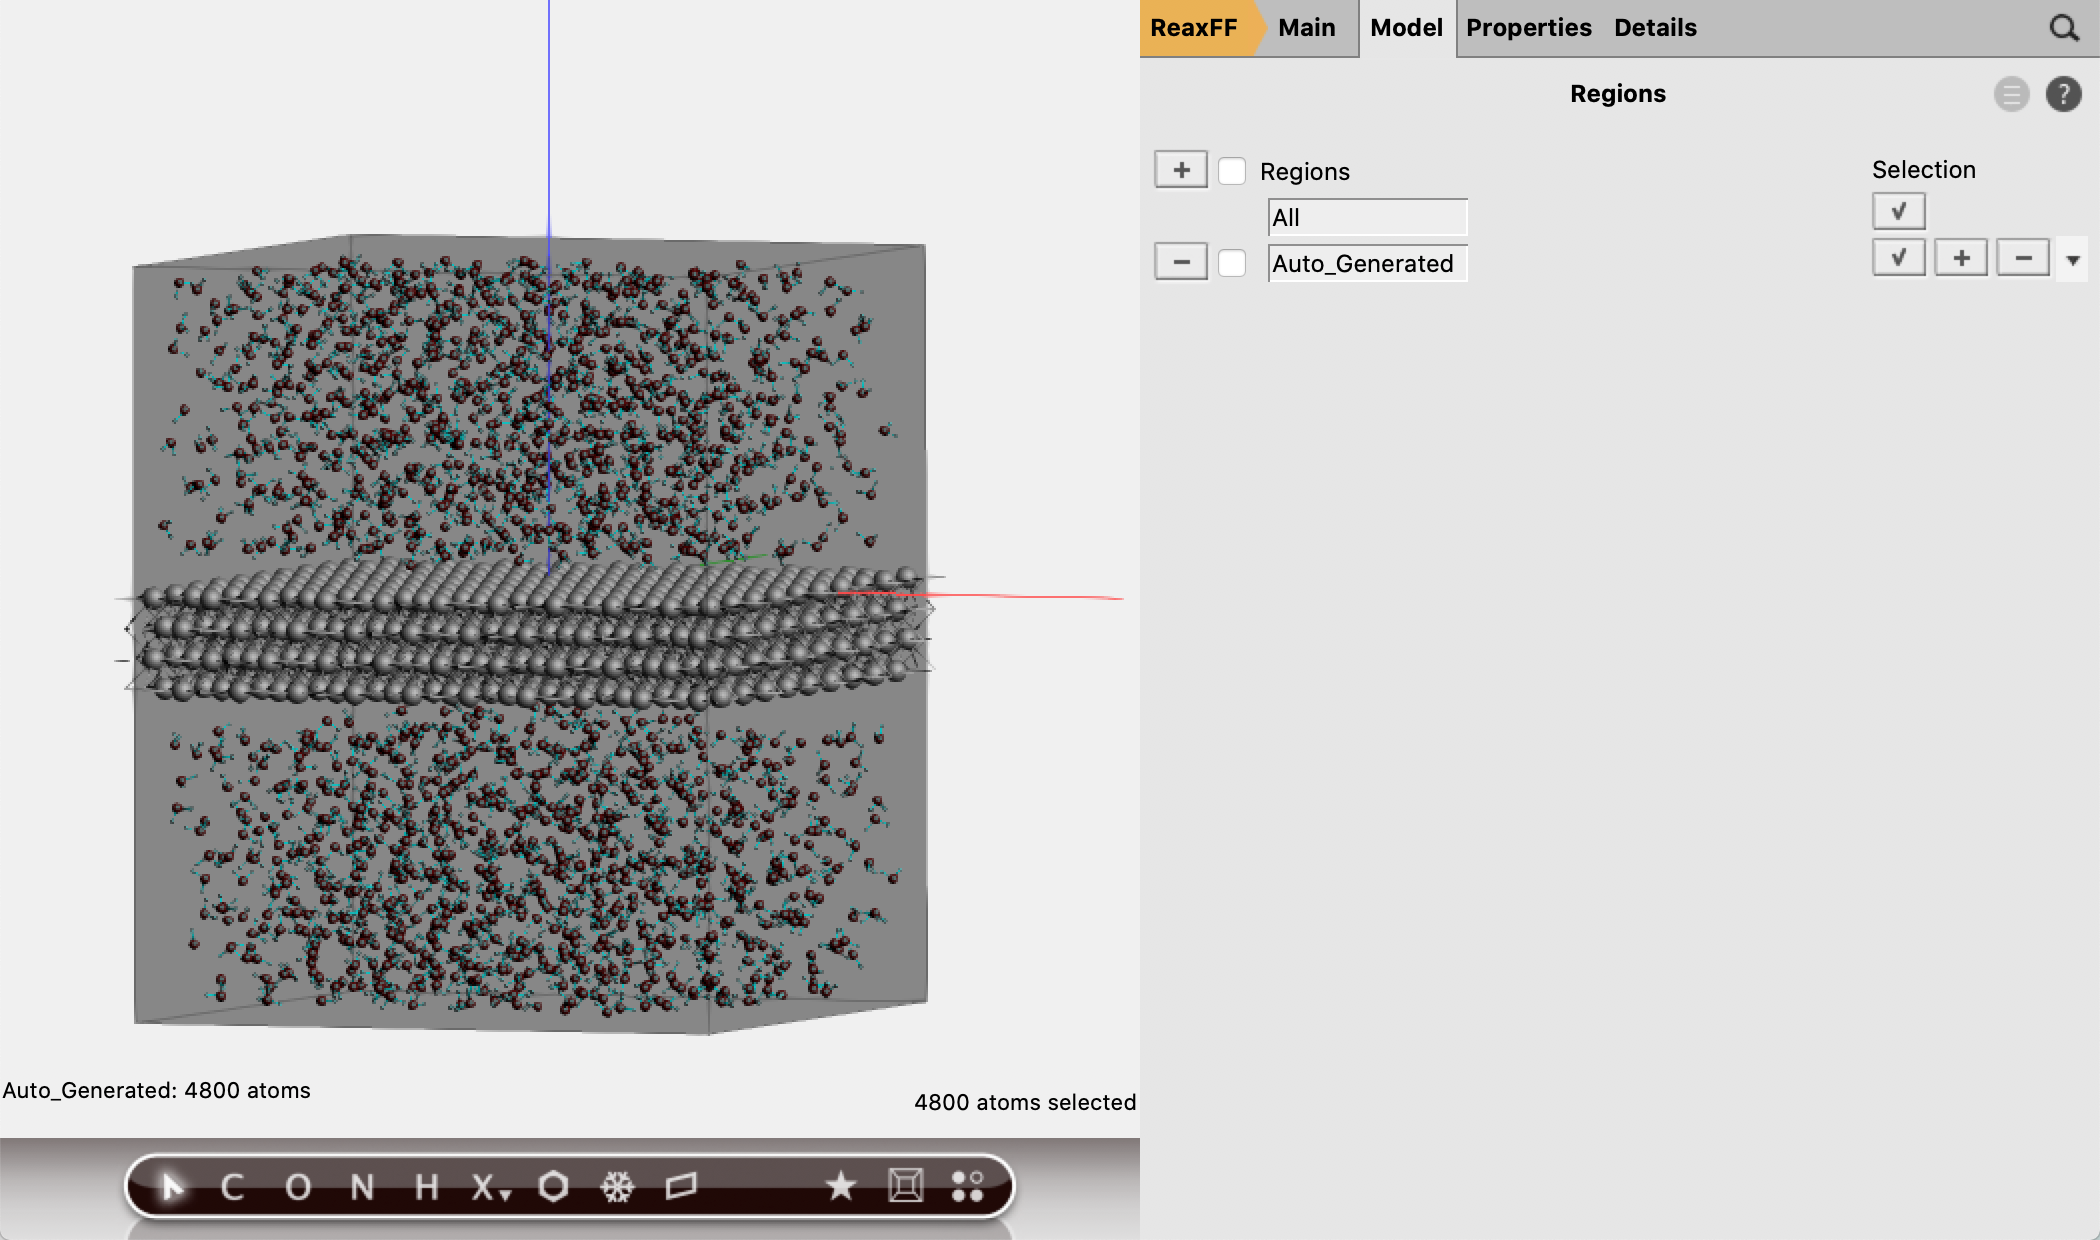 ReaxFF Main Model Properties Details
Regions
?
+ Regions Selection
All √
− Auto_Generated √ + −
Auto_Generated: 4800 atoms
4800 atoms selected
C O N H X